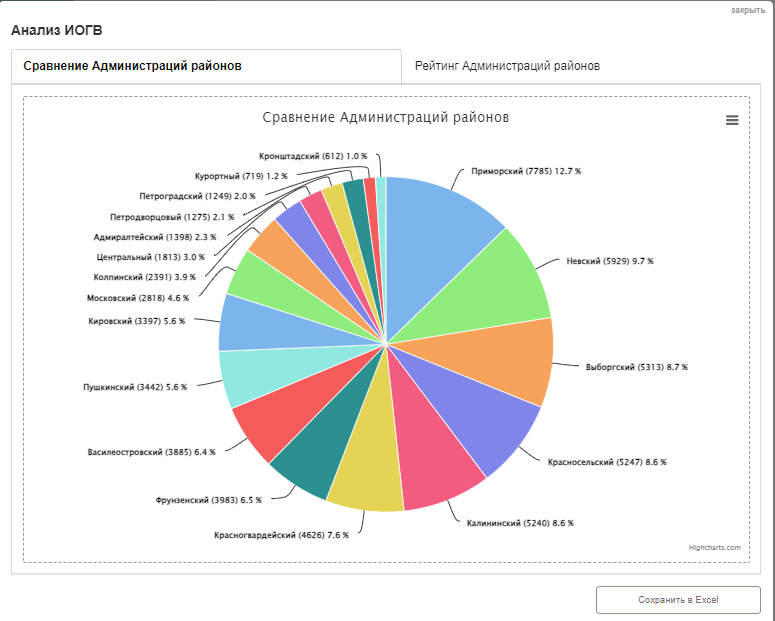 закрыть
Анализ ИОГВ
Сравнение Администраций районов
Рейтинг Администраций районов
Сравнение Администраций районов
Кронштадский (612) 1.0 %
Приморский (7785) 12.7 %
Курортный (719) 1.2 %
Петроградский (1249) 2.0 %
Петродворцовый (1275) 2.1 %
Адмиралтейский (1398) 2.3 %
Центральный (1813) 3.0 %
Невский (5929) 9.7 %
Колпинский (2391) 3.9 %
Московский (2818) 4.6 %
Кировский (3397) 5.6 %
Выборгский (5313) 8.7 %
Пушкинский (3442) 5.6 %
Василеостровский (3885) 6.4 %
Красносельский (5247) 8.6 %
Фрунзенский (3983) 6.5 %
Калининский (5240) 8.6 %
Красногвардейский (4626) 7.6 %
Highcharts.com
Сохранить в Excel